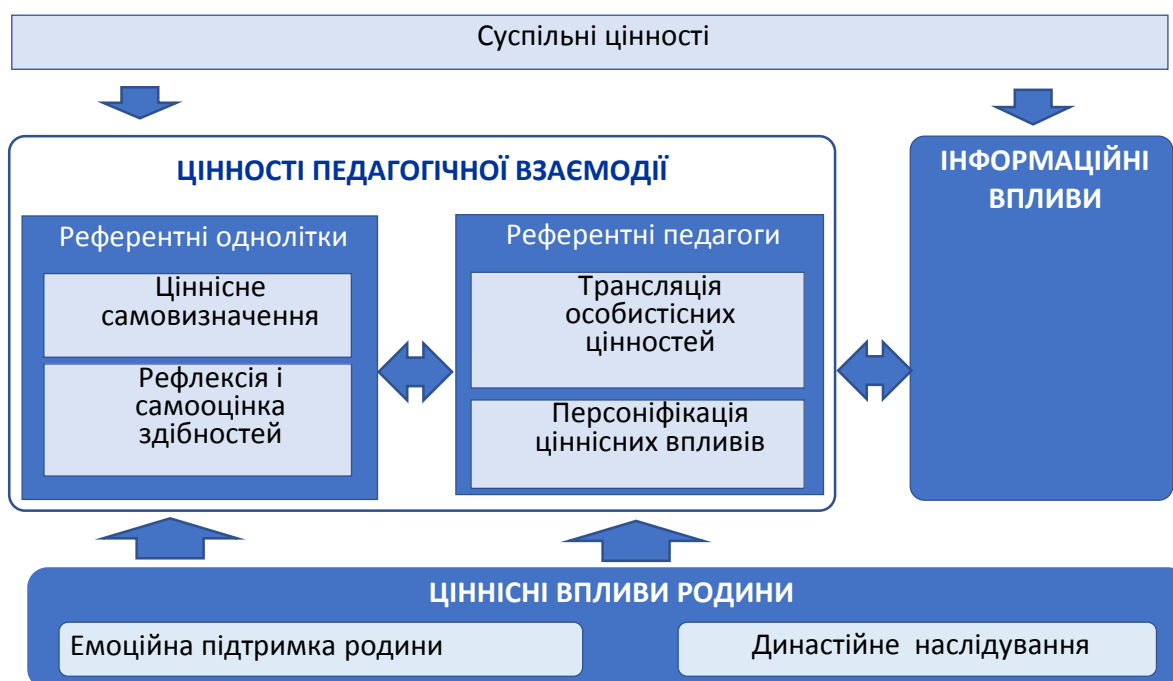 Суспільні цінності
ЦІННОСТІ ПЕДАГОГІЧНОЇ ВЗАЄМОДІЇ
Референтні однолітки
Ціннісне
самовизначення
Рефлексія і
самооцінка
здібностей
Референтні педагоги
Трансляція
особистісних
цінностей
Персоніфікація
ціннісних впливів
ІНФОРМАЦІЙНІ
ВПЛИВИ
ЦІННІСНІ ВПЛИВИ РОДИНИ
Емоційна підтримка родини
Династійне наслідування